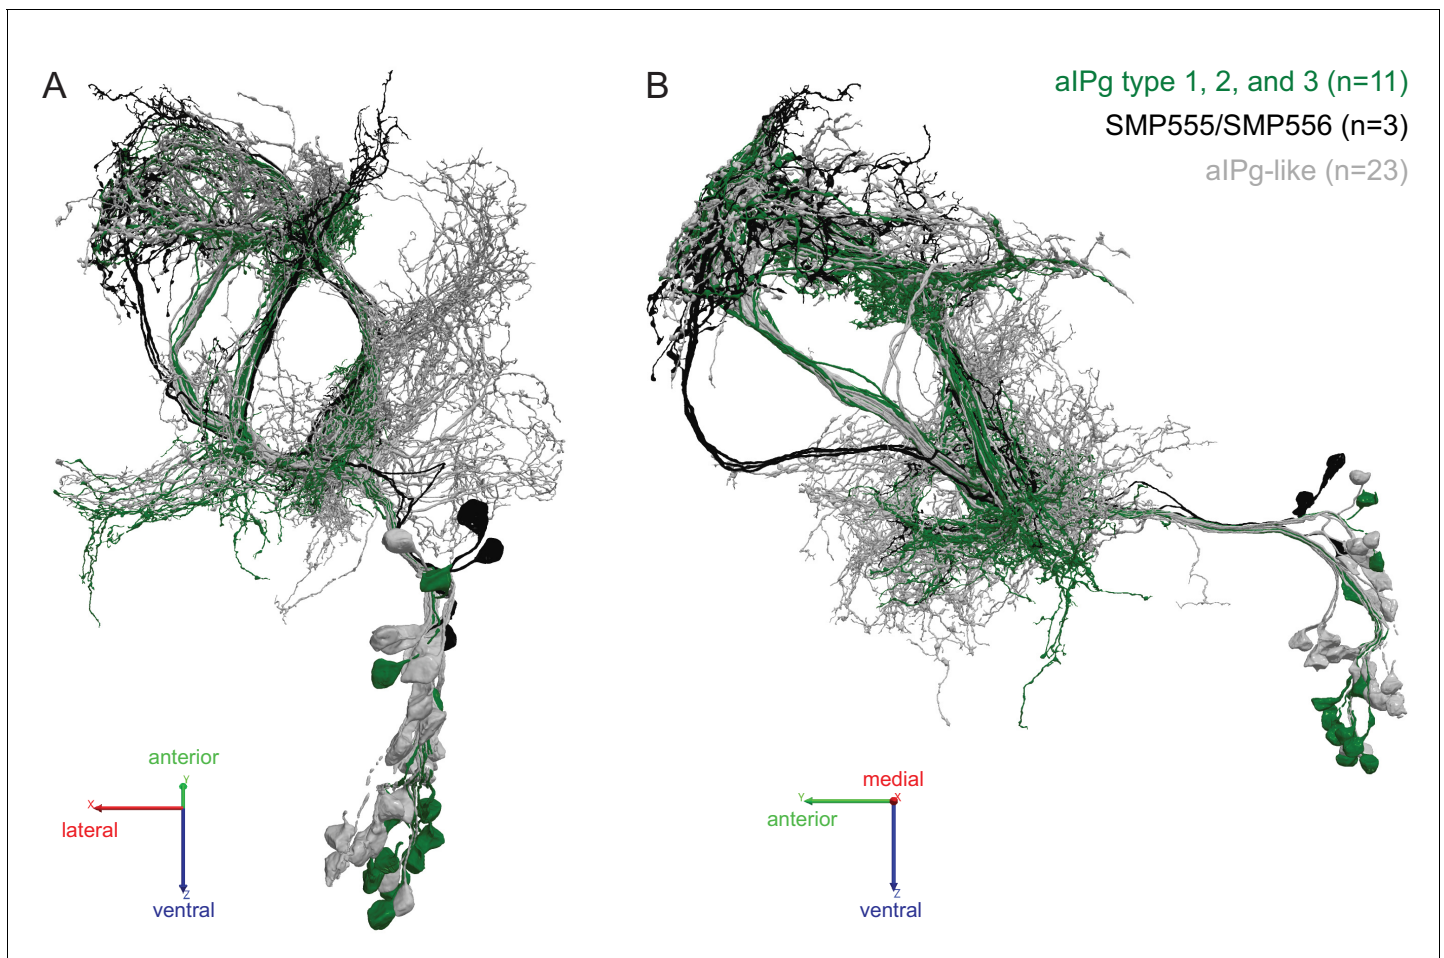 A
B
aIPg type 1, 2, and 3 (n=11)
SMP555/SMP556 (n=3)
aIPg-like (n=23)
anterior
Y
X
lateral
Z
ventral
medial
Y
X
anterior
Z
ventral